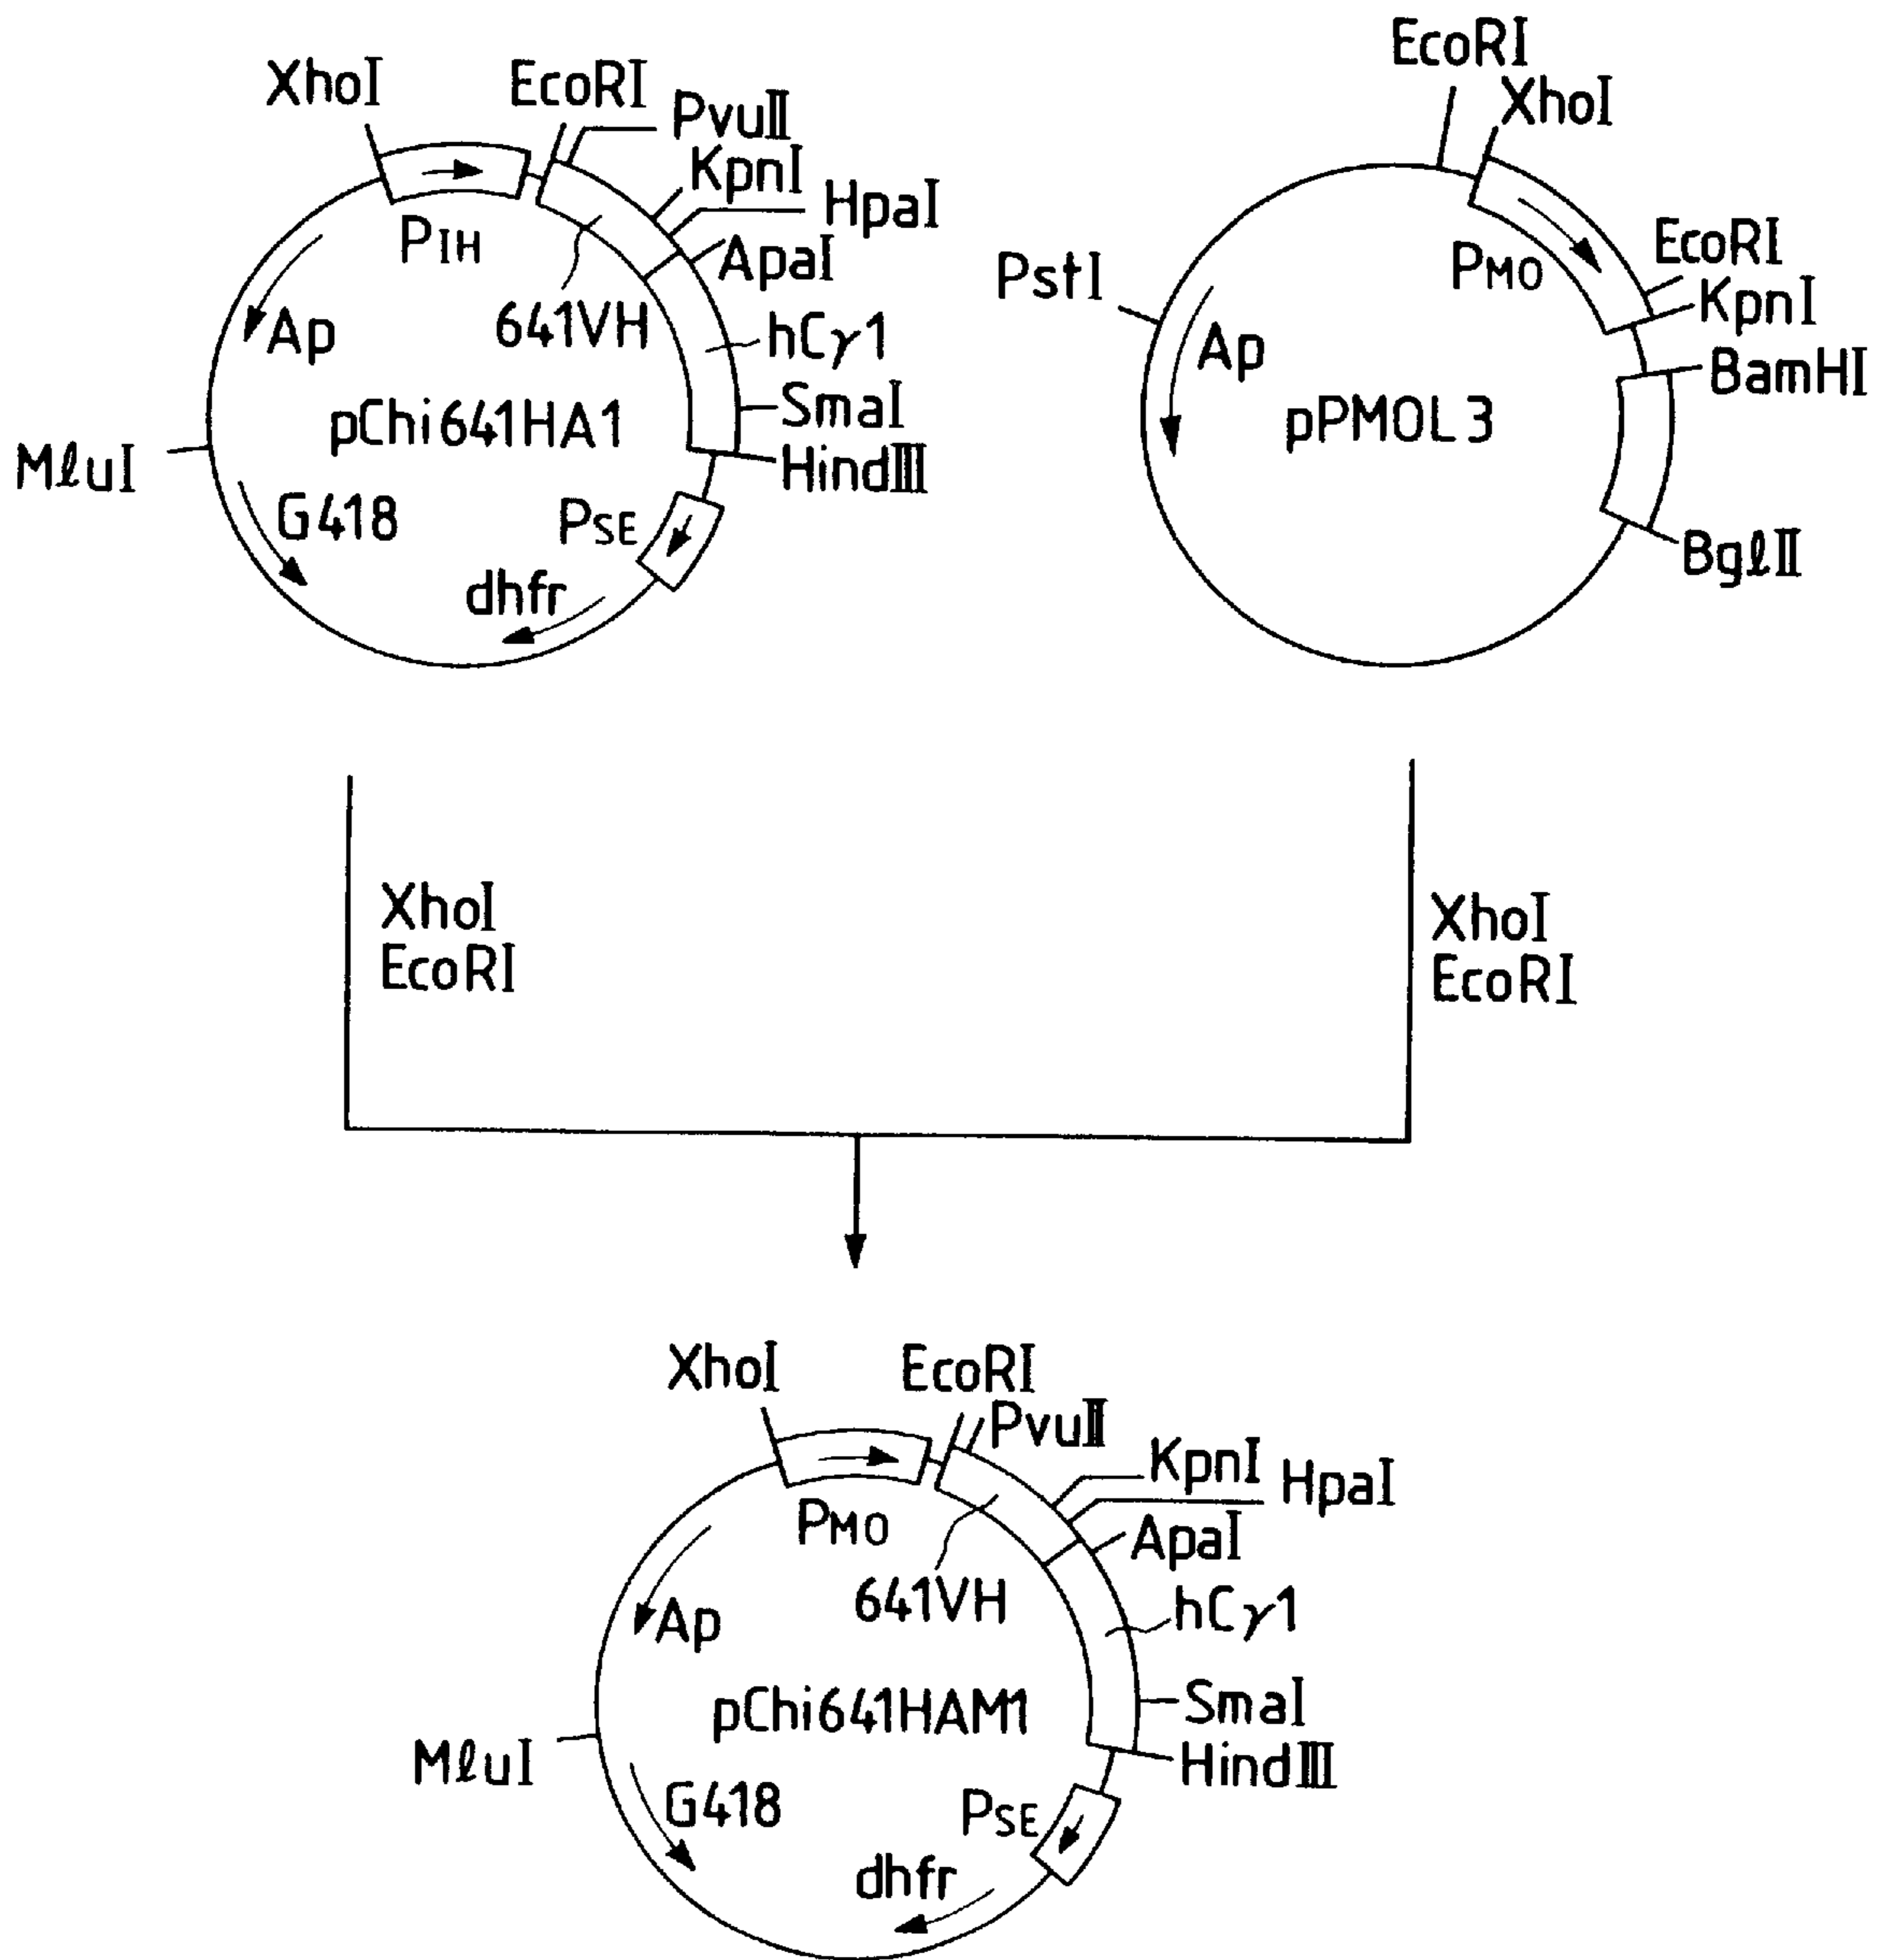 XhoI
EcoRI
PvuII
KpnI
HpaI
ApaI
PIH
641VH
Ap
hCγ1
pChi641HA1
SmaI
MluI
HindIII
G418
PSE
dhfr
EcoRI
XhoI
EcoRI
PMO
KpnI
PstI
Ap
BamHI
pPMOL3
BglII
XhoI
EcoRI
XhoI
EcoRI
XhoI
EcoRI
PvuII
KpnI
HpaI
ApaI
PMO
641VH
Ap
hCγ1
pChi641HAM1
SmaI
MluI
HindIII
G418
PSE
dhfr